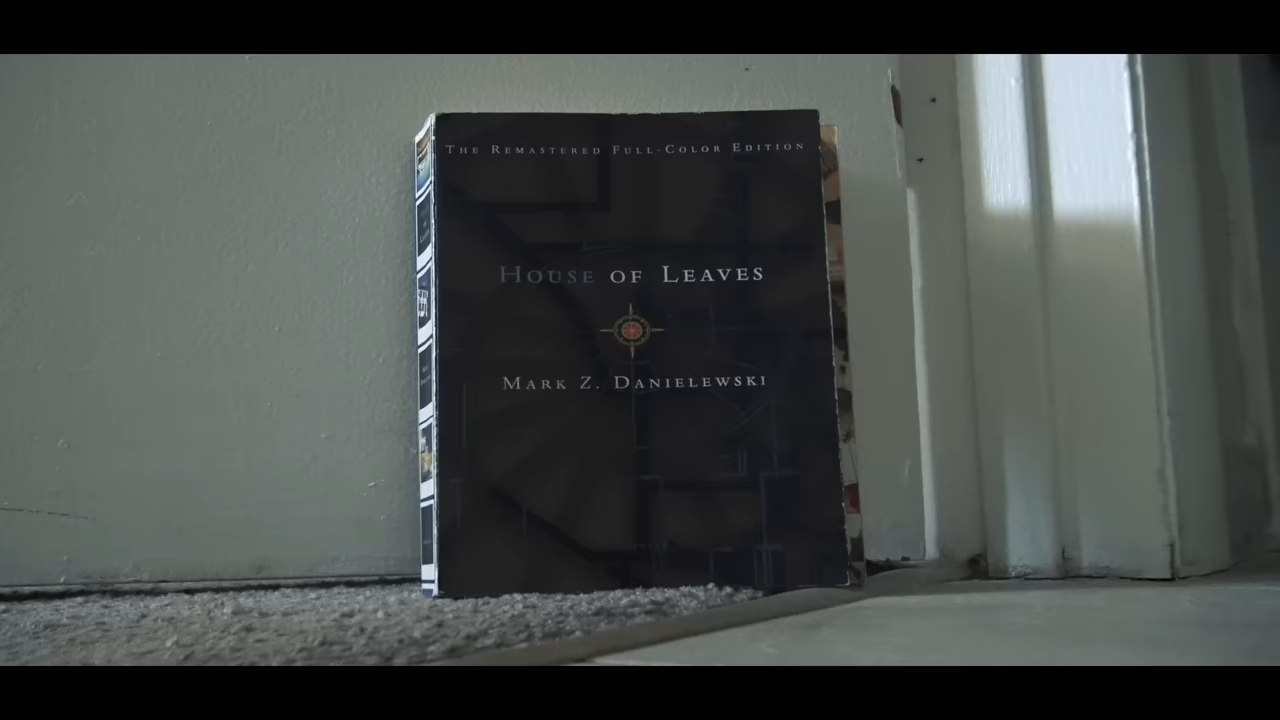 The Remastered Full-Color Edition
House of Leaves
Mark Z. Danielewski